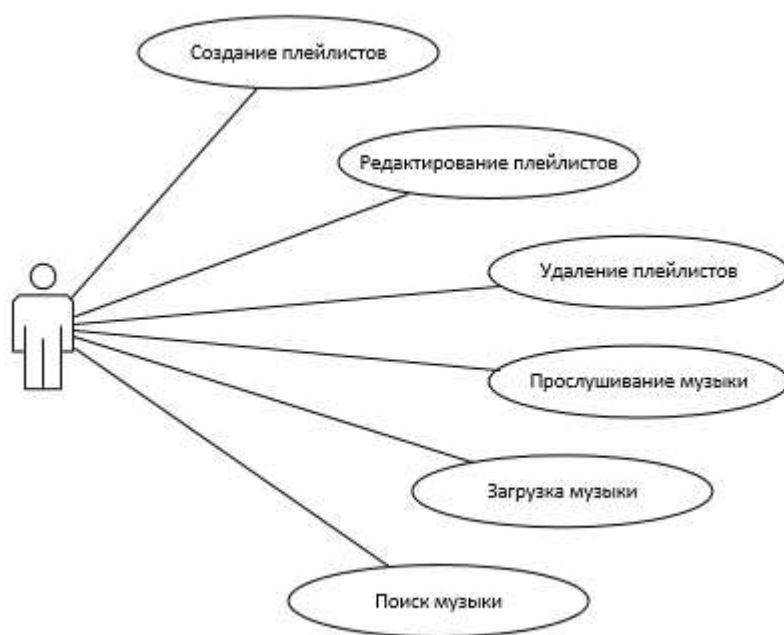 Создание плейлистов
Редактирование плейлистов
Удаление плейлистов
Прослушивание музыки
Загрузка музыки
Поиск музыки